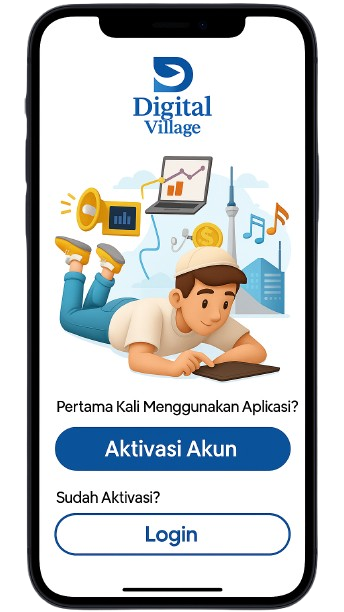 Digital
Village
Pertama Kali Menggunakan Aplikasi?
Aktivasi Akun
Sudah Aktivasi?
Login